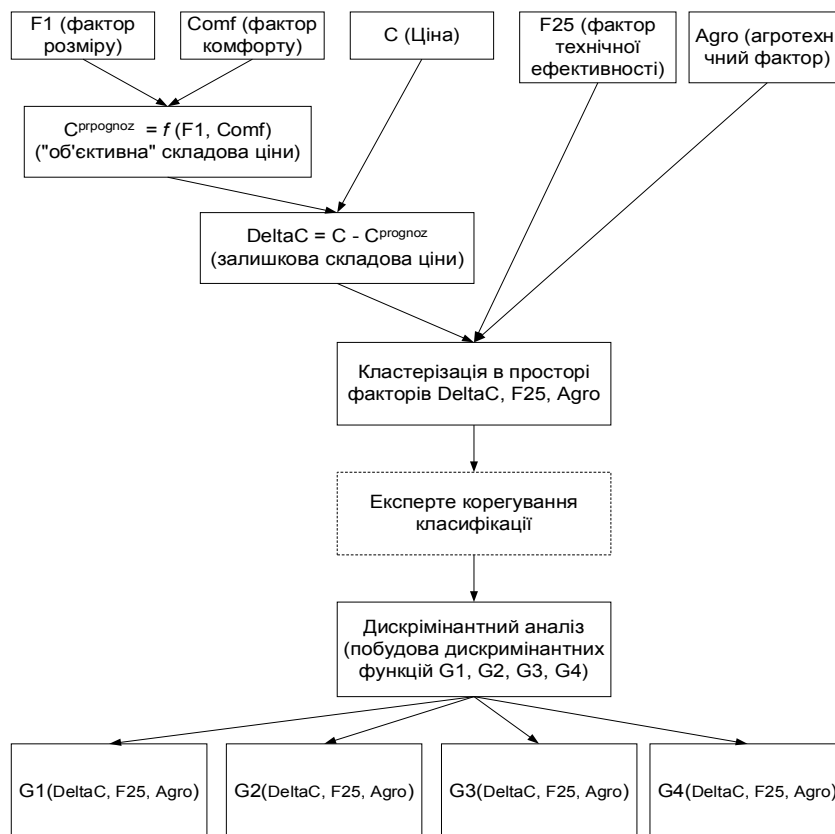 F1 (фактор
розміру)
Comf (фактор
комфорту)
C (Ціна)
F25 (фактор
технічної
ефективності)
Agro (агротехні
чний фактор)
C^prpognoz = f (F1, Comf)
("об'єктивна" складова ціни)
DeltaC = C - C^prognoz
(залишкова складова ціни)
Кластерізація в просторі
факторів DeltaC, F25, Agro
Експерте корегування
класифікації
Дискрімінантний аналіз
(побудова дискримінантних
функцій G1, G2, G3, G4)
G1(DeltaC, F25, Agro)
G2(DeltaC, F25, Agro)
G3(DeltaC, F25, Agro)
G4(DeltaC, F25, Agro)